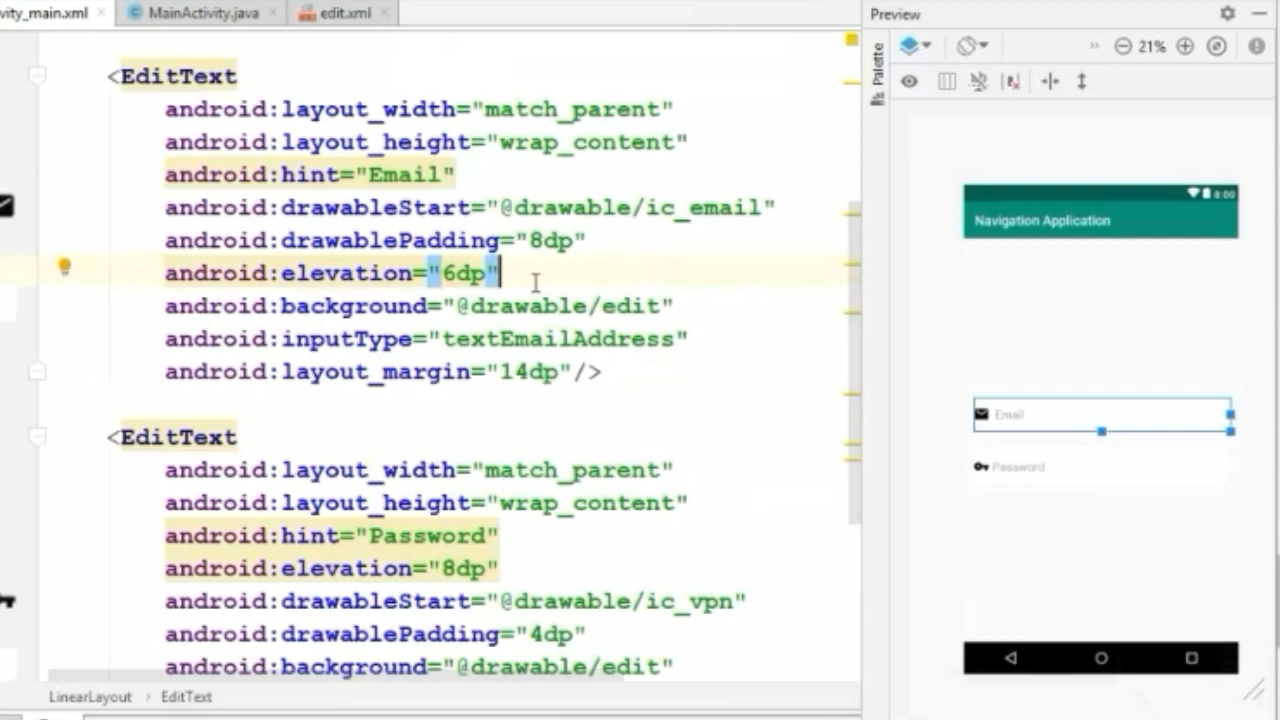 vity_main.xml
MainActivity.java
edit.xml
<EditText
android:layout_width="match_parent"
android:layout_height="wrap_content"
android:hint="Email"
android:drawableStart="@drawable/ic_email"
android:drawablePadding="8dp"
android:elevation="6dp"
android:background="@drawable/edit"
android:inputType="textEmailAddress"
android:layout_margin="14dp"/>
<EditText
android:layout_width="match_parent"
android:layout_height="wrap_content"
android:hint="Password"
android:elevation="8dp"
android:drawableStart="@drawable/ic_vpn"
android:drawablePadding="4dp"
android:background="@drawable/edit"
LinearLayout › EditText
Preview
Palette
21%
8:00
Navigation Application
Email
Password